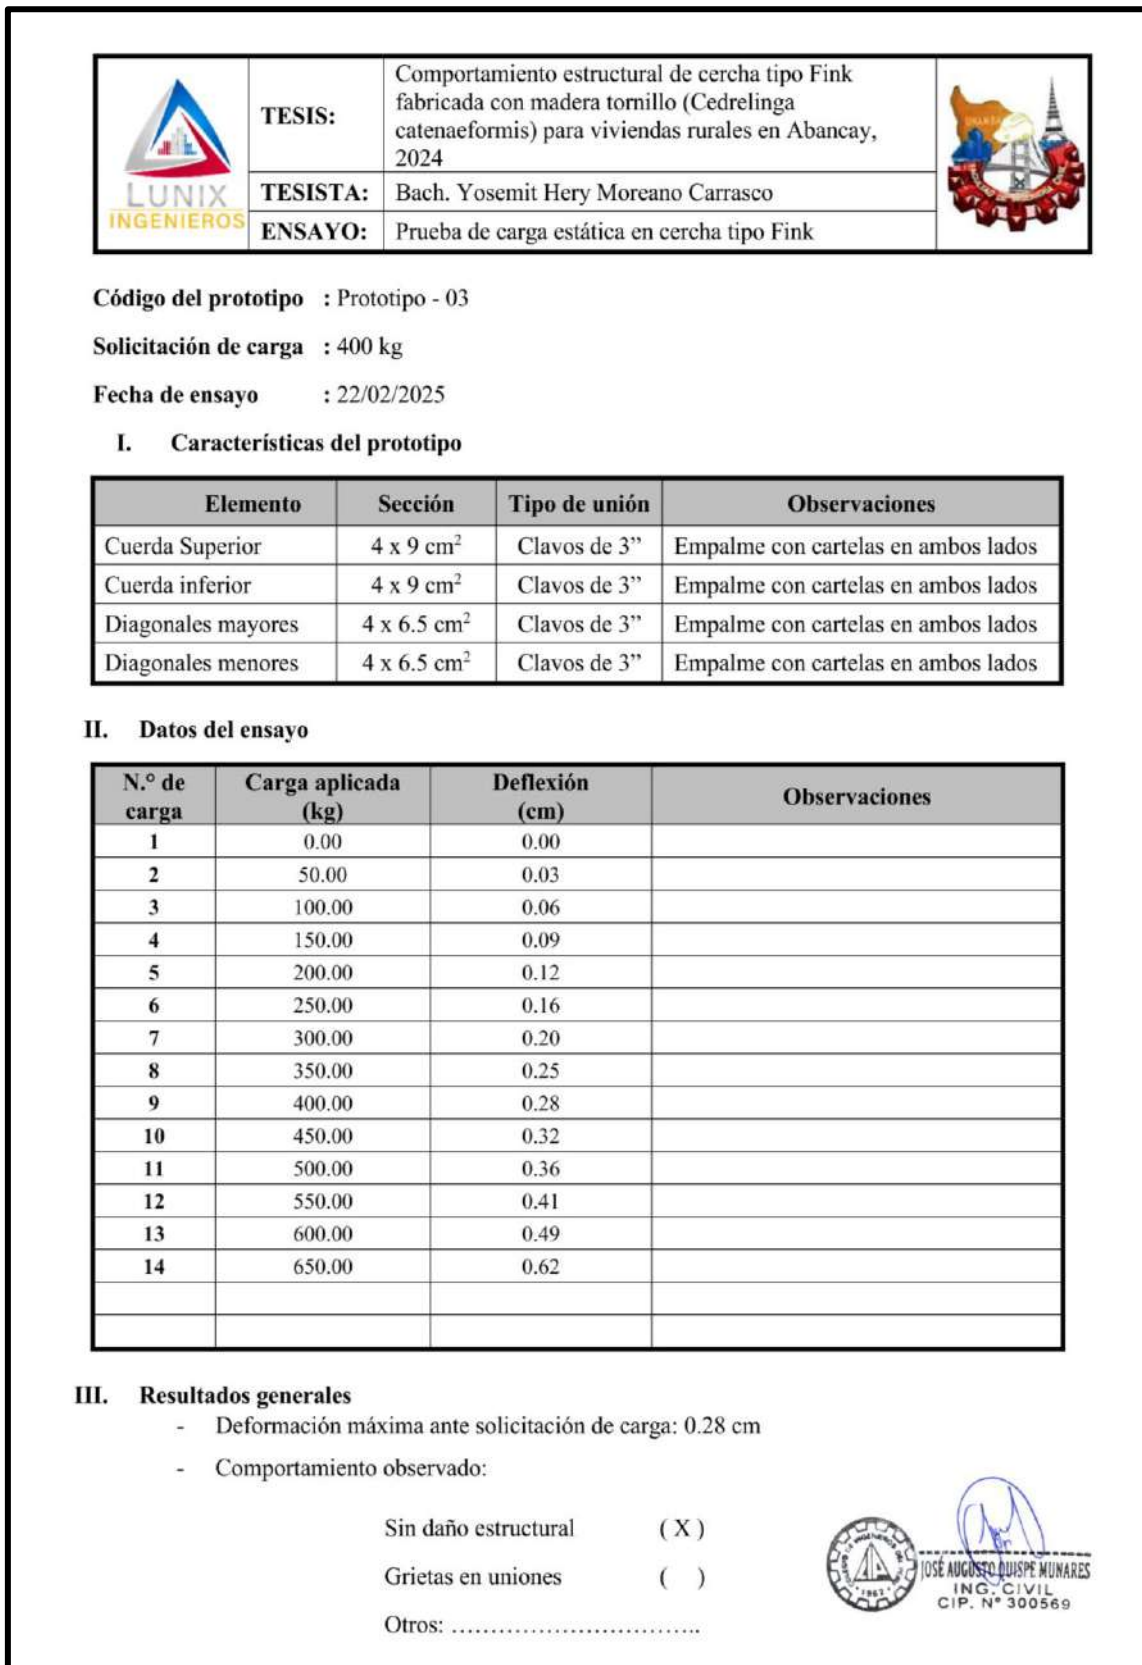 LUNIX
INGENIEROS
TESIS:
Comportamiento estructural de cercha tipo Fink
fabricada con madera tornillo (Cedrelinga
catenaeformis) para viviendas rurales en Abancay,
2024
TESISTA: Bach. Yosemit Hery Moreano Carrasco
ENSAYO: Prueba de carga estática en cercha tipo Fink
Código del prototipo : Prototipo - 03
Solicitación de carga : 400 kg
Fecha de ensayo : 22/02/2025
I. Características del prototipo
Elemento Sección Tipo de unión Observaciones
Cuerda Superior 4 x 9 cm² Clavos de 3” Empalme con cartelas en ambos lados
Cuerda inferior 4 x 9 cm² Clavos de 3” Empalme con cartelas en ambos lados
Diagonales mayores 4 x 6.5 cm² Clavos de 3” Empalme con cartelas en ambos lados
Diagonales menores 4 x 6.5 cm² Clavos de 3” Empalme con cartelas en ambos lados
II. Datos del ensayo
N.° de Carga aplicada Deflexión Observaciones
carga (kg) (cm)
1 0.00 0.00
2 50.00 0.03
3 100.00 0.06
4 150.00 0.09
5 200.00 0.12
6 250.00 0.16
7 300.00 0.20
8 350.00 0.25
9 400.00 0.28
10 450.00 0.32
11 500.00 0.36
12 550.00 0.41
13 600.00 0.49
14 650.00 0.62
III. Resultados generales
- Deformación máxima ante solicitación de carga: 0.28 cm
- Comportamiento observado:
Sin daño estructural ( X )
Grietas en uniones ( )
Otros: ……………………………..
JOSÉ AUGUSTO QUISPE MUNARES
ING. CIVIL
CIP. N° 300569